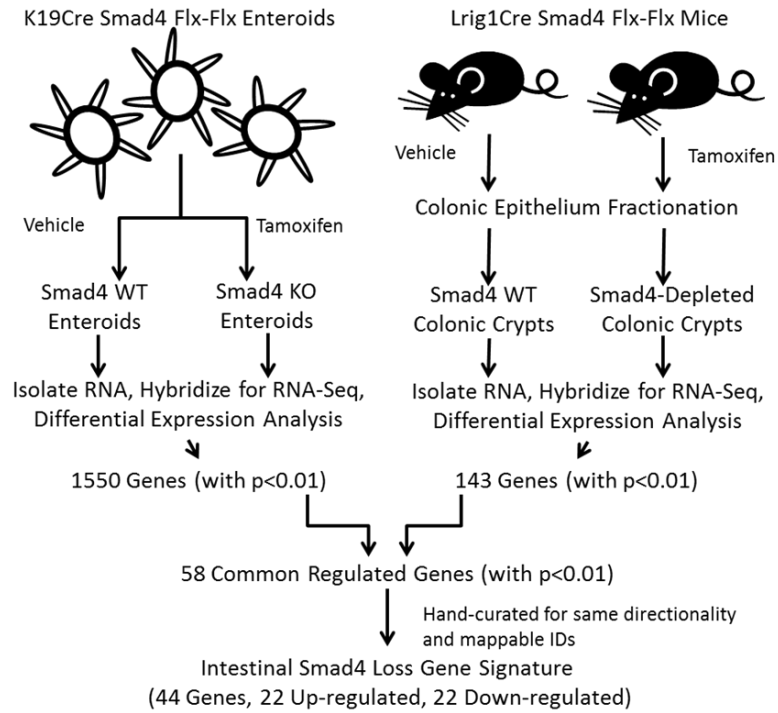 K19Cre Smad4 Flx-Flx Enteroids
Lrig1Cre Smad4 Flx-Flx Mice
Vehicle
Tamoxifen
Vehicle
Tamoxifen
Colonic Epithelium Fractionation
Smad4 WT
Enteroids
Smad4 KO
Enteroids
Smad4 WT
Colonic Crypts
Smad4-Depleted
Colonic Crypts
Isolate RNA, Hybridize for RNA-Seq,
Differential Expression Analysis
Isolate RNA, Hybridize for RNA-Seq,
Differential Expression Analysis
1550 Genes (with p<0.01)
143 Genes (with p<0.01)
58 Common Regulated Genes (with p<0.01)
Hand-curated for same directionality
and mappable IDs
Intestinal Smad4 Loss Gene Signature
(44 Genes, 22 Up-regulated, 22 Down-regulated)